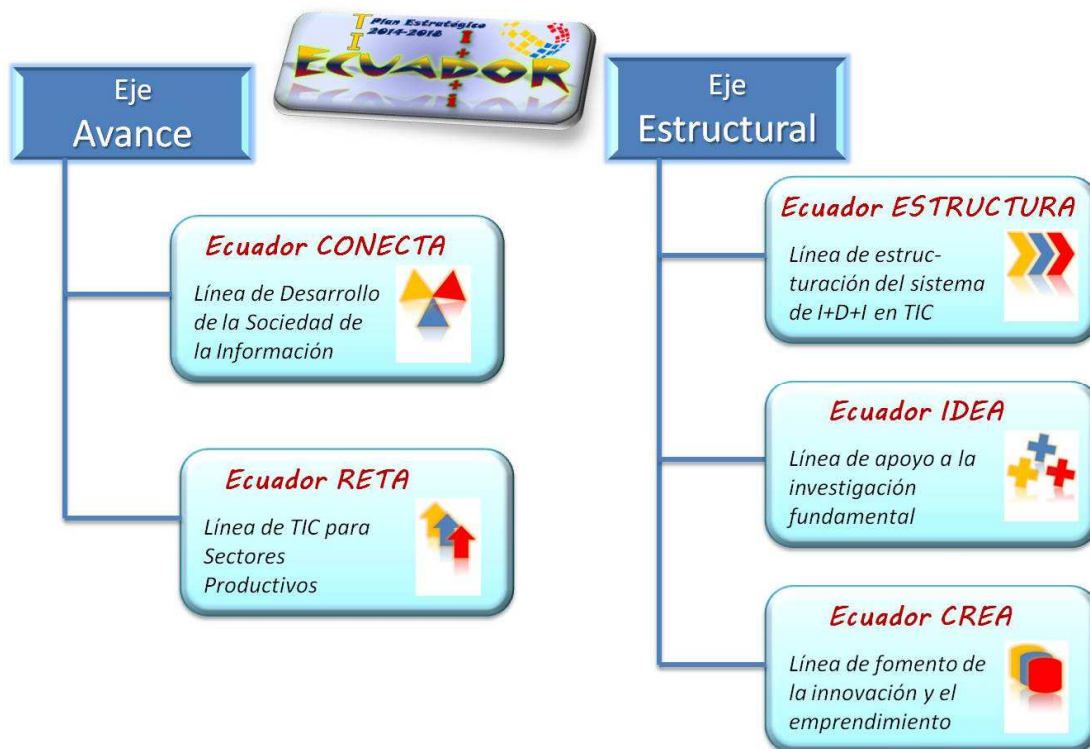 TI
Plan Estratégico
2014-2018
I+i
ECUADOR
Eje
Avance
Ecuador CONECTA
Línea de Desarrollo
de la Sociedad de
la Información
Ecuador RETA
Línea de TIC para
Sectores
Productivos
Eje
Estructural
Ecuador ESTRUCTURA
Línea de estruc-
turación del sistema
de I+D+I en TIC
Ecuador IDEA
Línea de apoyo a la
investigación
fundamental
Ecuador CREA
Línea de fomento de
la innovación y el
emprendimiento